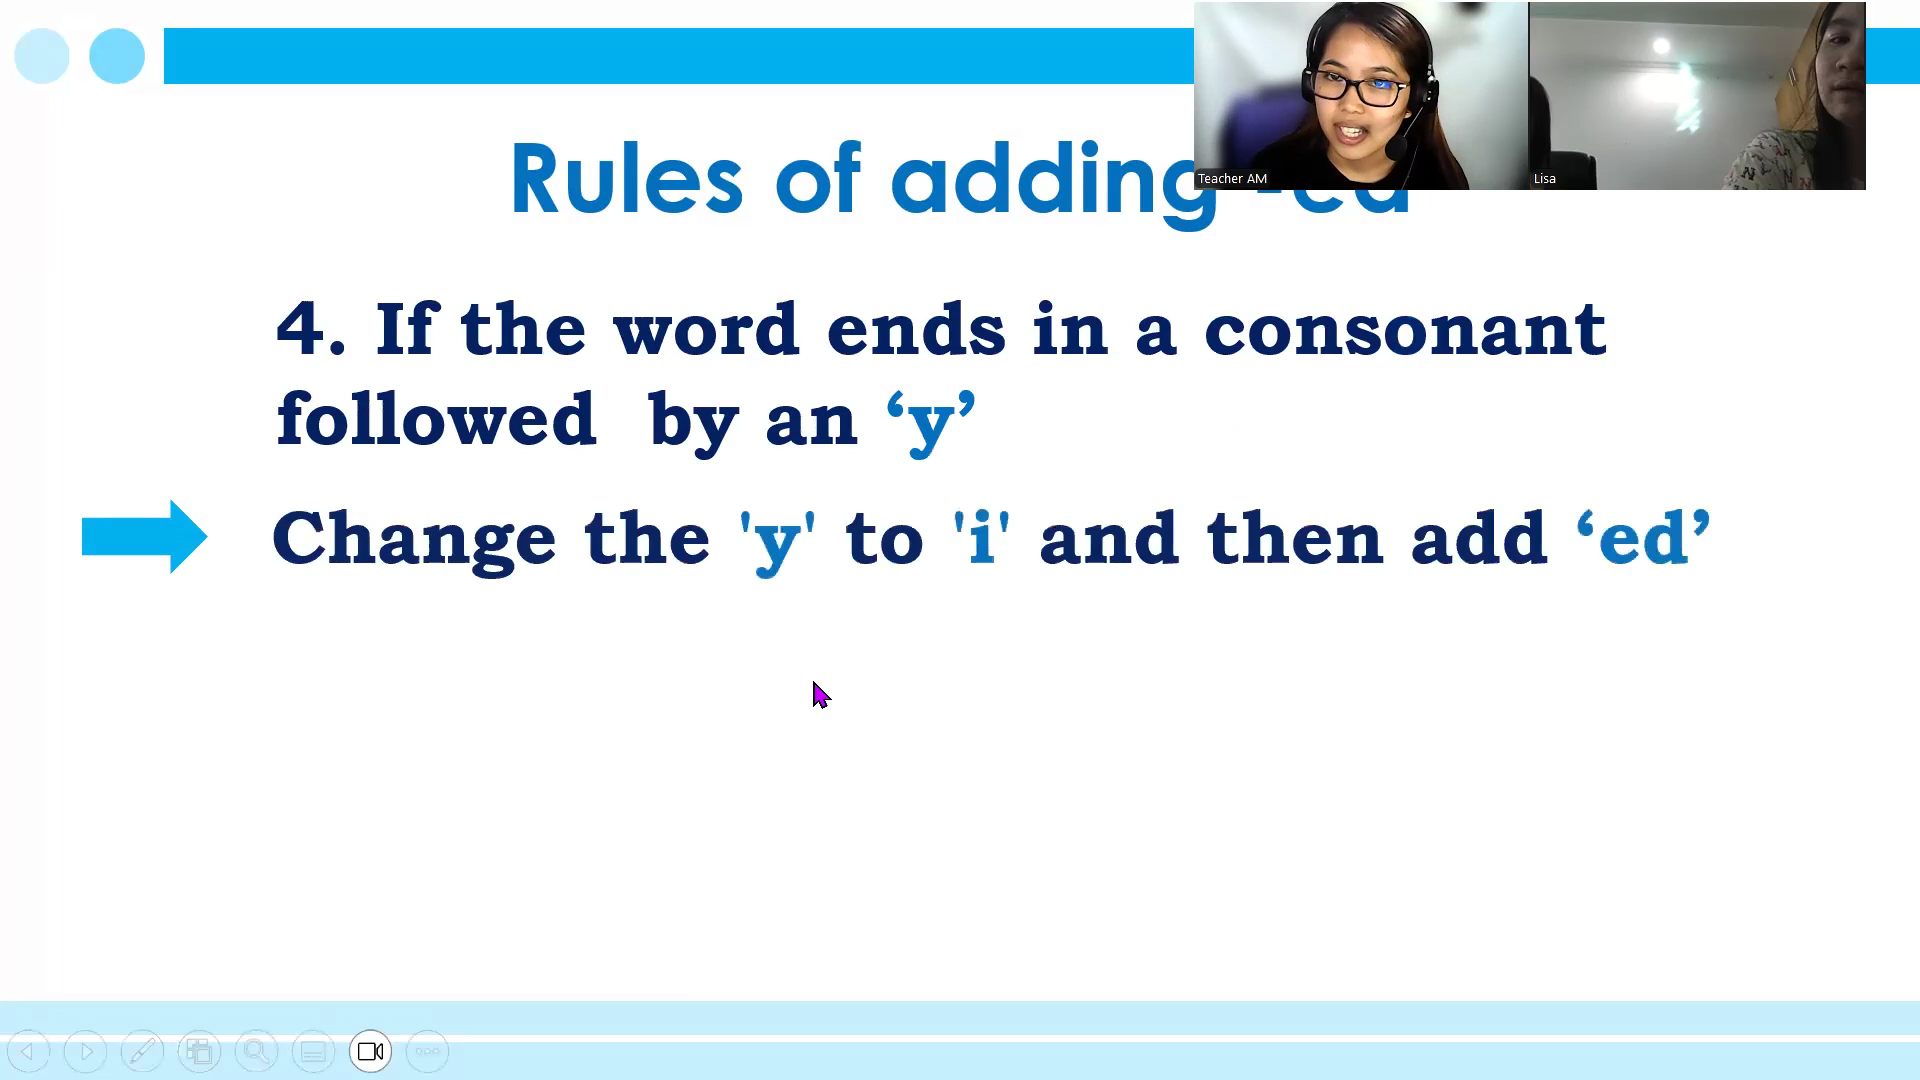 Rules of adding -ed
Teacher AM
Lisa
4. If the word ends in a consonant
followed by an ‘y’
Change the 'y' to 'i' and then add ‘ed’